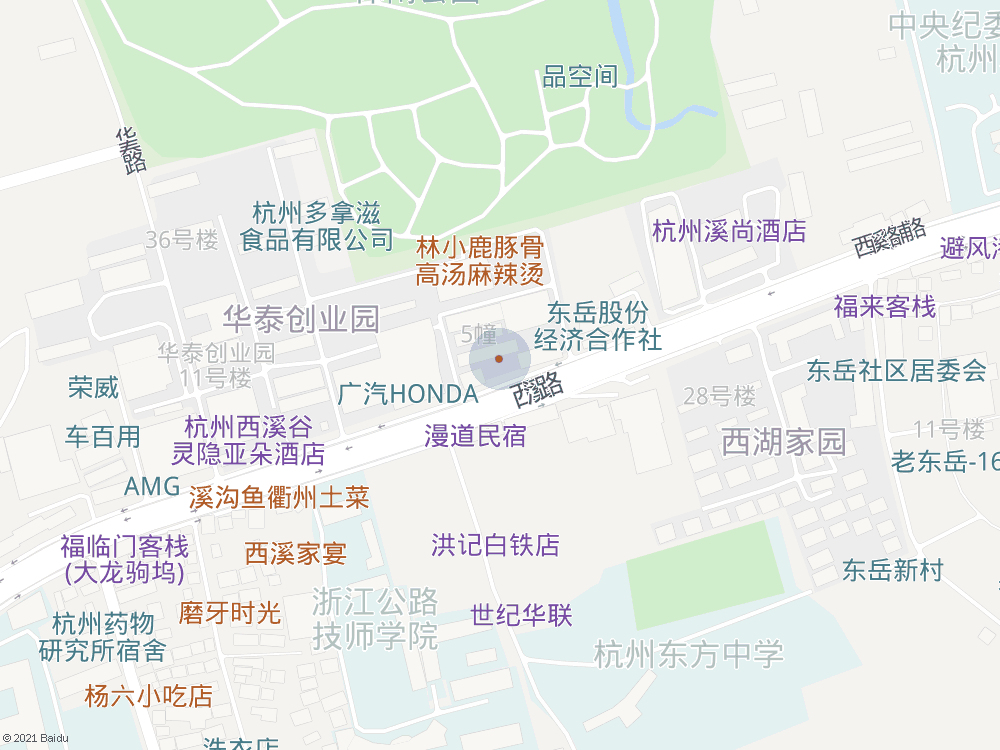 品空间
中央纪委
杭州
华泰路
杭州多拿滋
食品有限公司
36号楼
林小鹿豚骨
高汤麻辣烫
杭州溪尚酒店
西溪路辅路
避风港
福来客栈
东岳股份
经济合作社
华泰创业园
5幢
华泰创业园
11号楼
荣威
广汽HONDA
西溪路
28号楼
东岳社区居委会
车百用
杭州西溪谷
灵隐亚朵酒店
漫道民宿
西湖家园
11号楼
老东岳-16
AMG
溪沟鱼衢州土菜
福临门客栈
(大龙驹坞)
西溪家宴
洪记白铁店
东岳新村
杭州药物
研究所宿舍
磨牙时光
浙江公路
技师学院
世纪华联
杭州东方中学
杨六小吃店
洗衣店
© 2021 Baidu